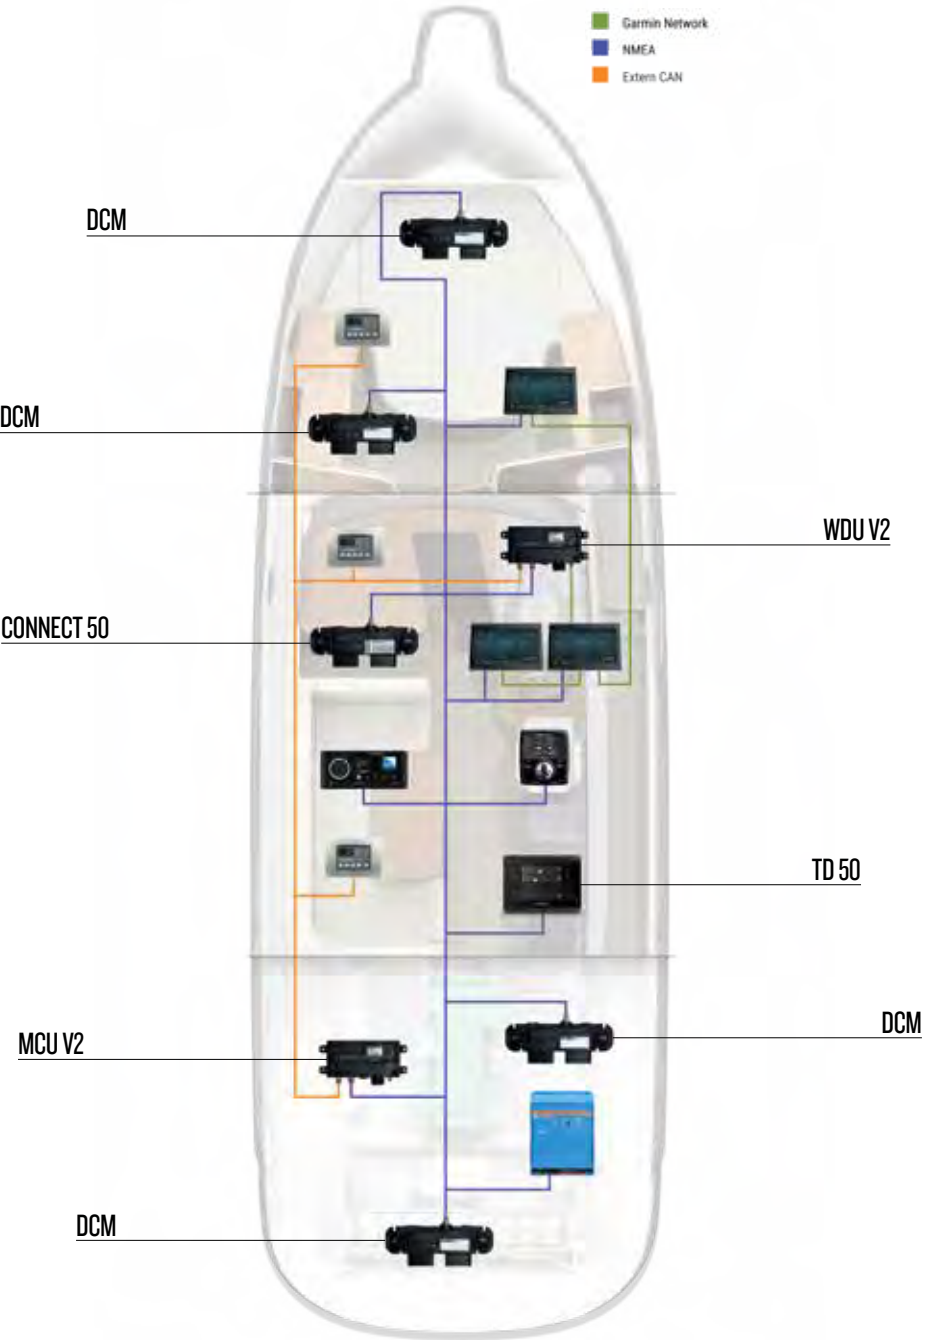 Garmin Network
NMEA
Extern CAN
DCM
DCM
WDU V2
CONNECT 50
TD 50
DCM
MCU V2
DCM